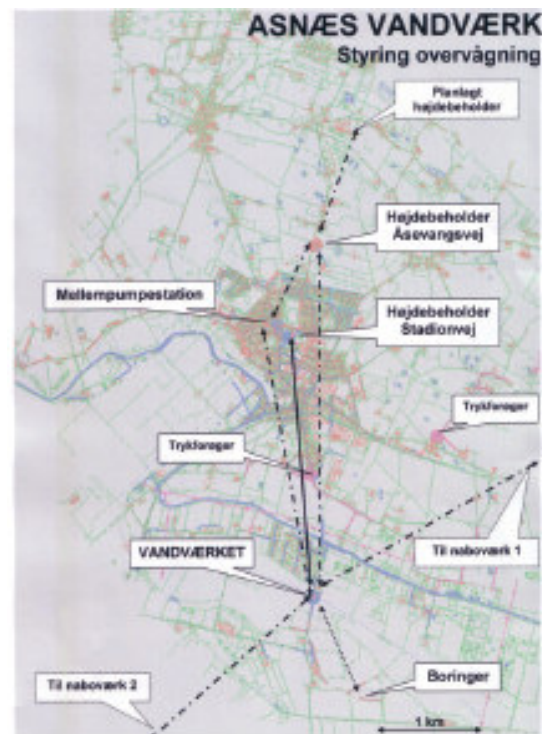 ASNÆS VANDVÆRK
Styring overvågning
Planlagt
højdebeholder
Højdebeholder
Åsevangsvej
Mellempumpestation
Højdebeholder
Stadionvej
Trykforøger
Trykforøger
VANDVÆRKET
Til naboværk 1
Til naboværk 2
Boringer
1 km